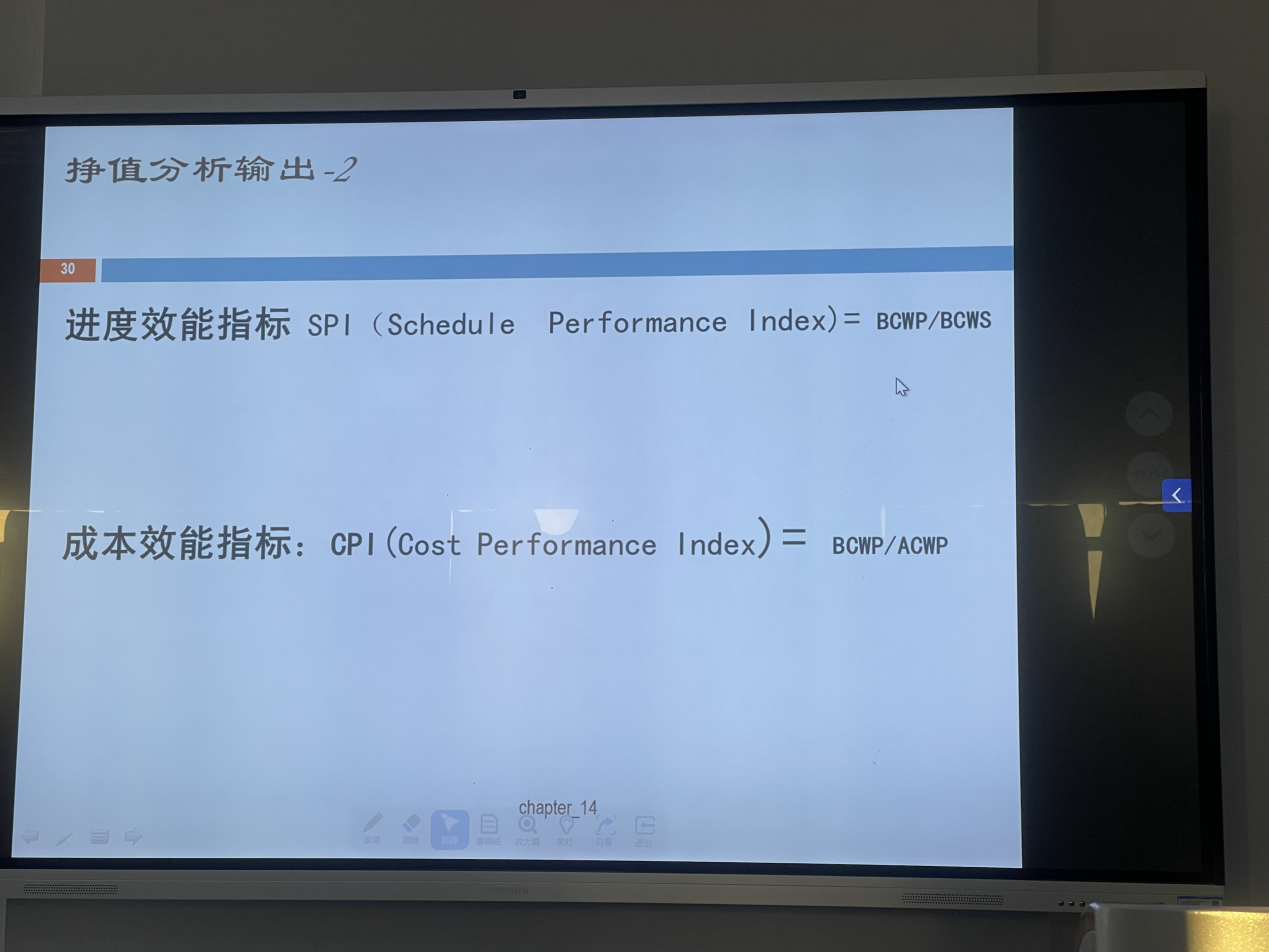 挣值分析输出-2
30
进度效能指标 SPI（Schedule Performance Index)= BCWP/BCWS
成本效能指标：CPI(Cost Performance Index)= BCWP/ACWP
chapter_14